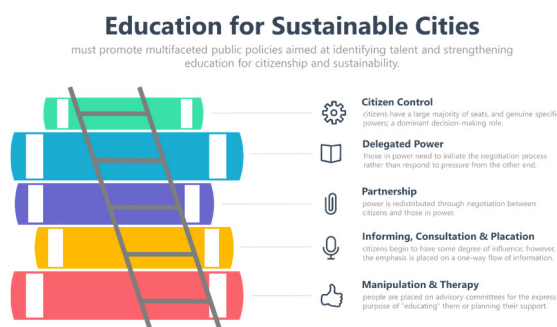 Education for Sustainable Cities
must promote multifaceted public policies aimed at identifying talent and strengthening
education for citizenship and sustainability.
Citizen Control
citizens have a large majority of seats, and genuine specifi
powers; a dominant decision-making role.
Delegated Power
those in power need to initiate the negotiation process
rather than respond to pressure from the other end.
Partnership
power is redistributed through negotiation between
citizens and those in power.
Informing, Consultation & Placation
citizens begin to have some degree of influence; however,
the emphasis is placed on a one-way flow of information.
Manipulation & Therapy
people are placed on advisory committees for the express
purpose of "educating" them or planning their support.